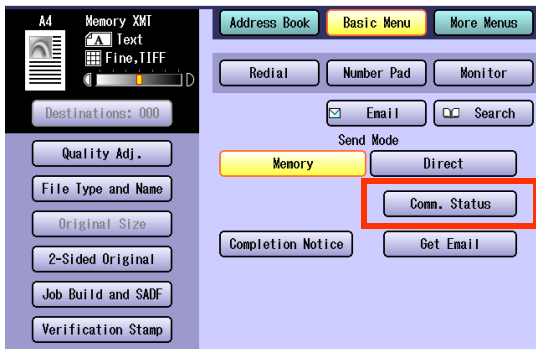 A4
Memory XMT
A Text
Fine,TIFF
D
Destinations: 000
Quality Adj.
File Type and Name
Original Size
2-Sided Original
Job Build and SADF
Verification Stamp
Address Book
Basic Menu
More Menus
Redial
Number Pad
Monitor
Email
Search
Send Mode
Memory
Direct
Comm. Status
Completion Notice
Get Email